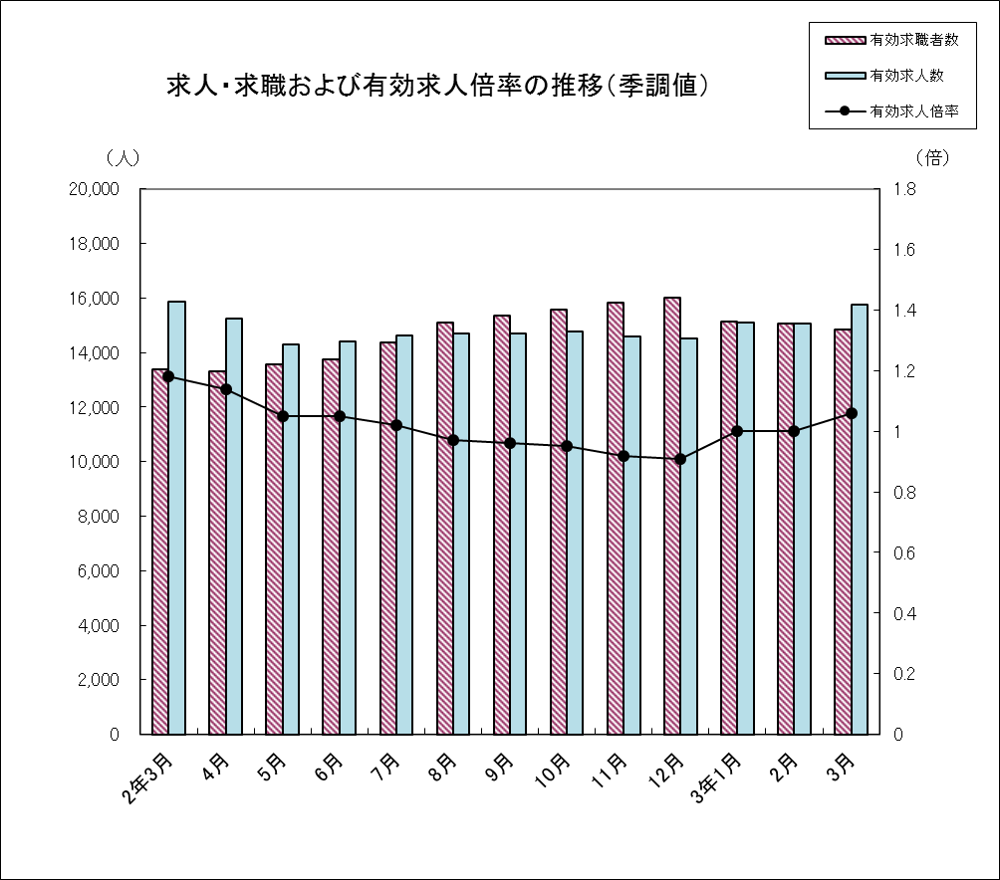 求人・求職および有効求人倍率の推移（季調値）
有効求職者数
有効求人数
有効求人倍率
（人）
（倍）
20,000
18,000
16,000
14,000
12,000
10,000
8,000
6,000
4,000
2,000
0
1.8
1.6
1.4
1.2
1
0.8
0.6
0.4
0.2
0
2年3月
4月
5月
6月
7月
8月
9月
10月
11月
12月
3年1月
2月
3月